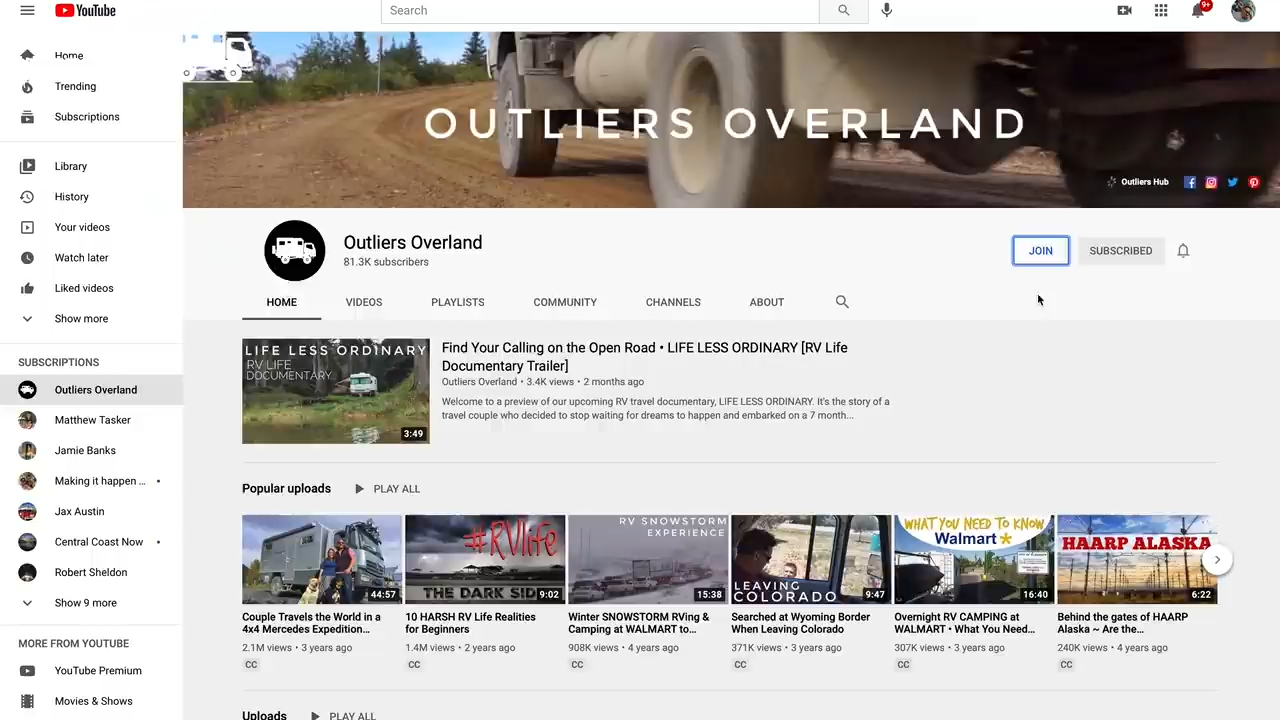 YouTube
Search
9+
Home
Trending
Subscriptions
Library
History
Your videos
Watch later
Liked videos
Show more
SUBSCRIPTIONS
Outliers Overland
Matthew Tasker
Jamie Banks
Making it happen ...
Jax Austin
Central Coast Now
Robert Sheldon
Show 9 more
MORE FROM YOUTUBE
YouTube Premium
Movies & Shows
OUTLIERS OVERLAND
Outliers Hub
Outliers Overland
81.3K subscribers
JOIN
SUBSCRIBED
HOME
VIDEOS
PLAYLISTS
COMMUNITY
CHANNELS
ABOUT
LIFE LESS ORDINARY
RV LIFE
DOCUMENTARY
3:49
Find Your Calling on the Open Road • LIFE LESS ORDINARY [RV Life
Documentary Trailer]
Outliers Overland • 3.4K views • 2 months ago
Welcome to a preview of our upcoming RV travel documentary, LIFE LESS ORDINARY. It's the story of a
travel couple who decided to stop waiting for dreams to happen and embarked on a 7 month...
Popular uploads
PLAY ALL
44:57
Couple Travels the World in a
4x4 Mercedes Expedition...
2.1M views • 3 years ago
CC
#RVlife
THE DARK SIDE
9:02
10 HARSH RV Life Realities
for Beginners
1.4M views • 2 years ago
CC
RV SNOWSTORM
EXPERIENCE
15:38
Winter SNOWSTORM RVing &
Camping at WALMART to...
908K views • 4 years ago
CC
LEAVING
COLORADO
9:47
Searched at Wyoming Border
When Leaving Colorado
371K views • 3 years ago
CC
WHAT YOU NEED TO KNOW
Walmart
16:40
Overnight RV CAMPING at
WALMART • What You Need...
307K views • 3 years ago
CC
HAARP ALASKA
6:22
Behind the gates of HAARP
Alaska ~ Are the...
240K views • 4 years ago
CC
Uploads
PLAY ALL